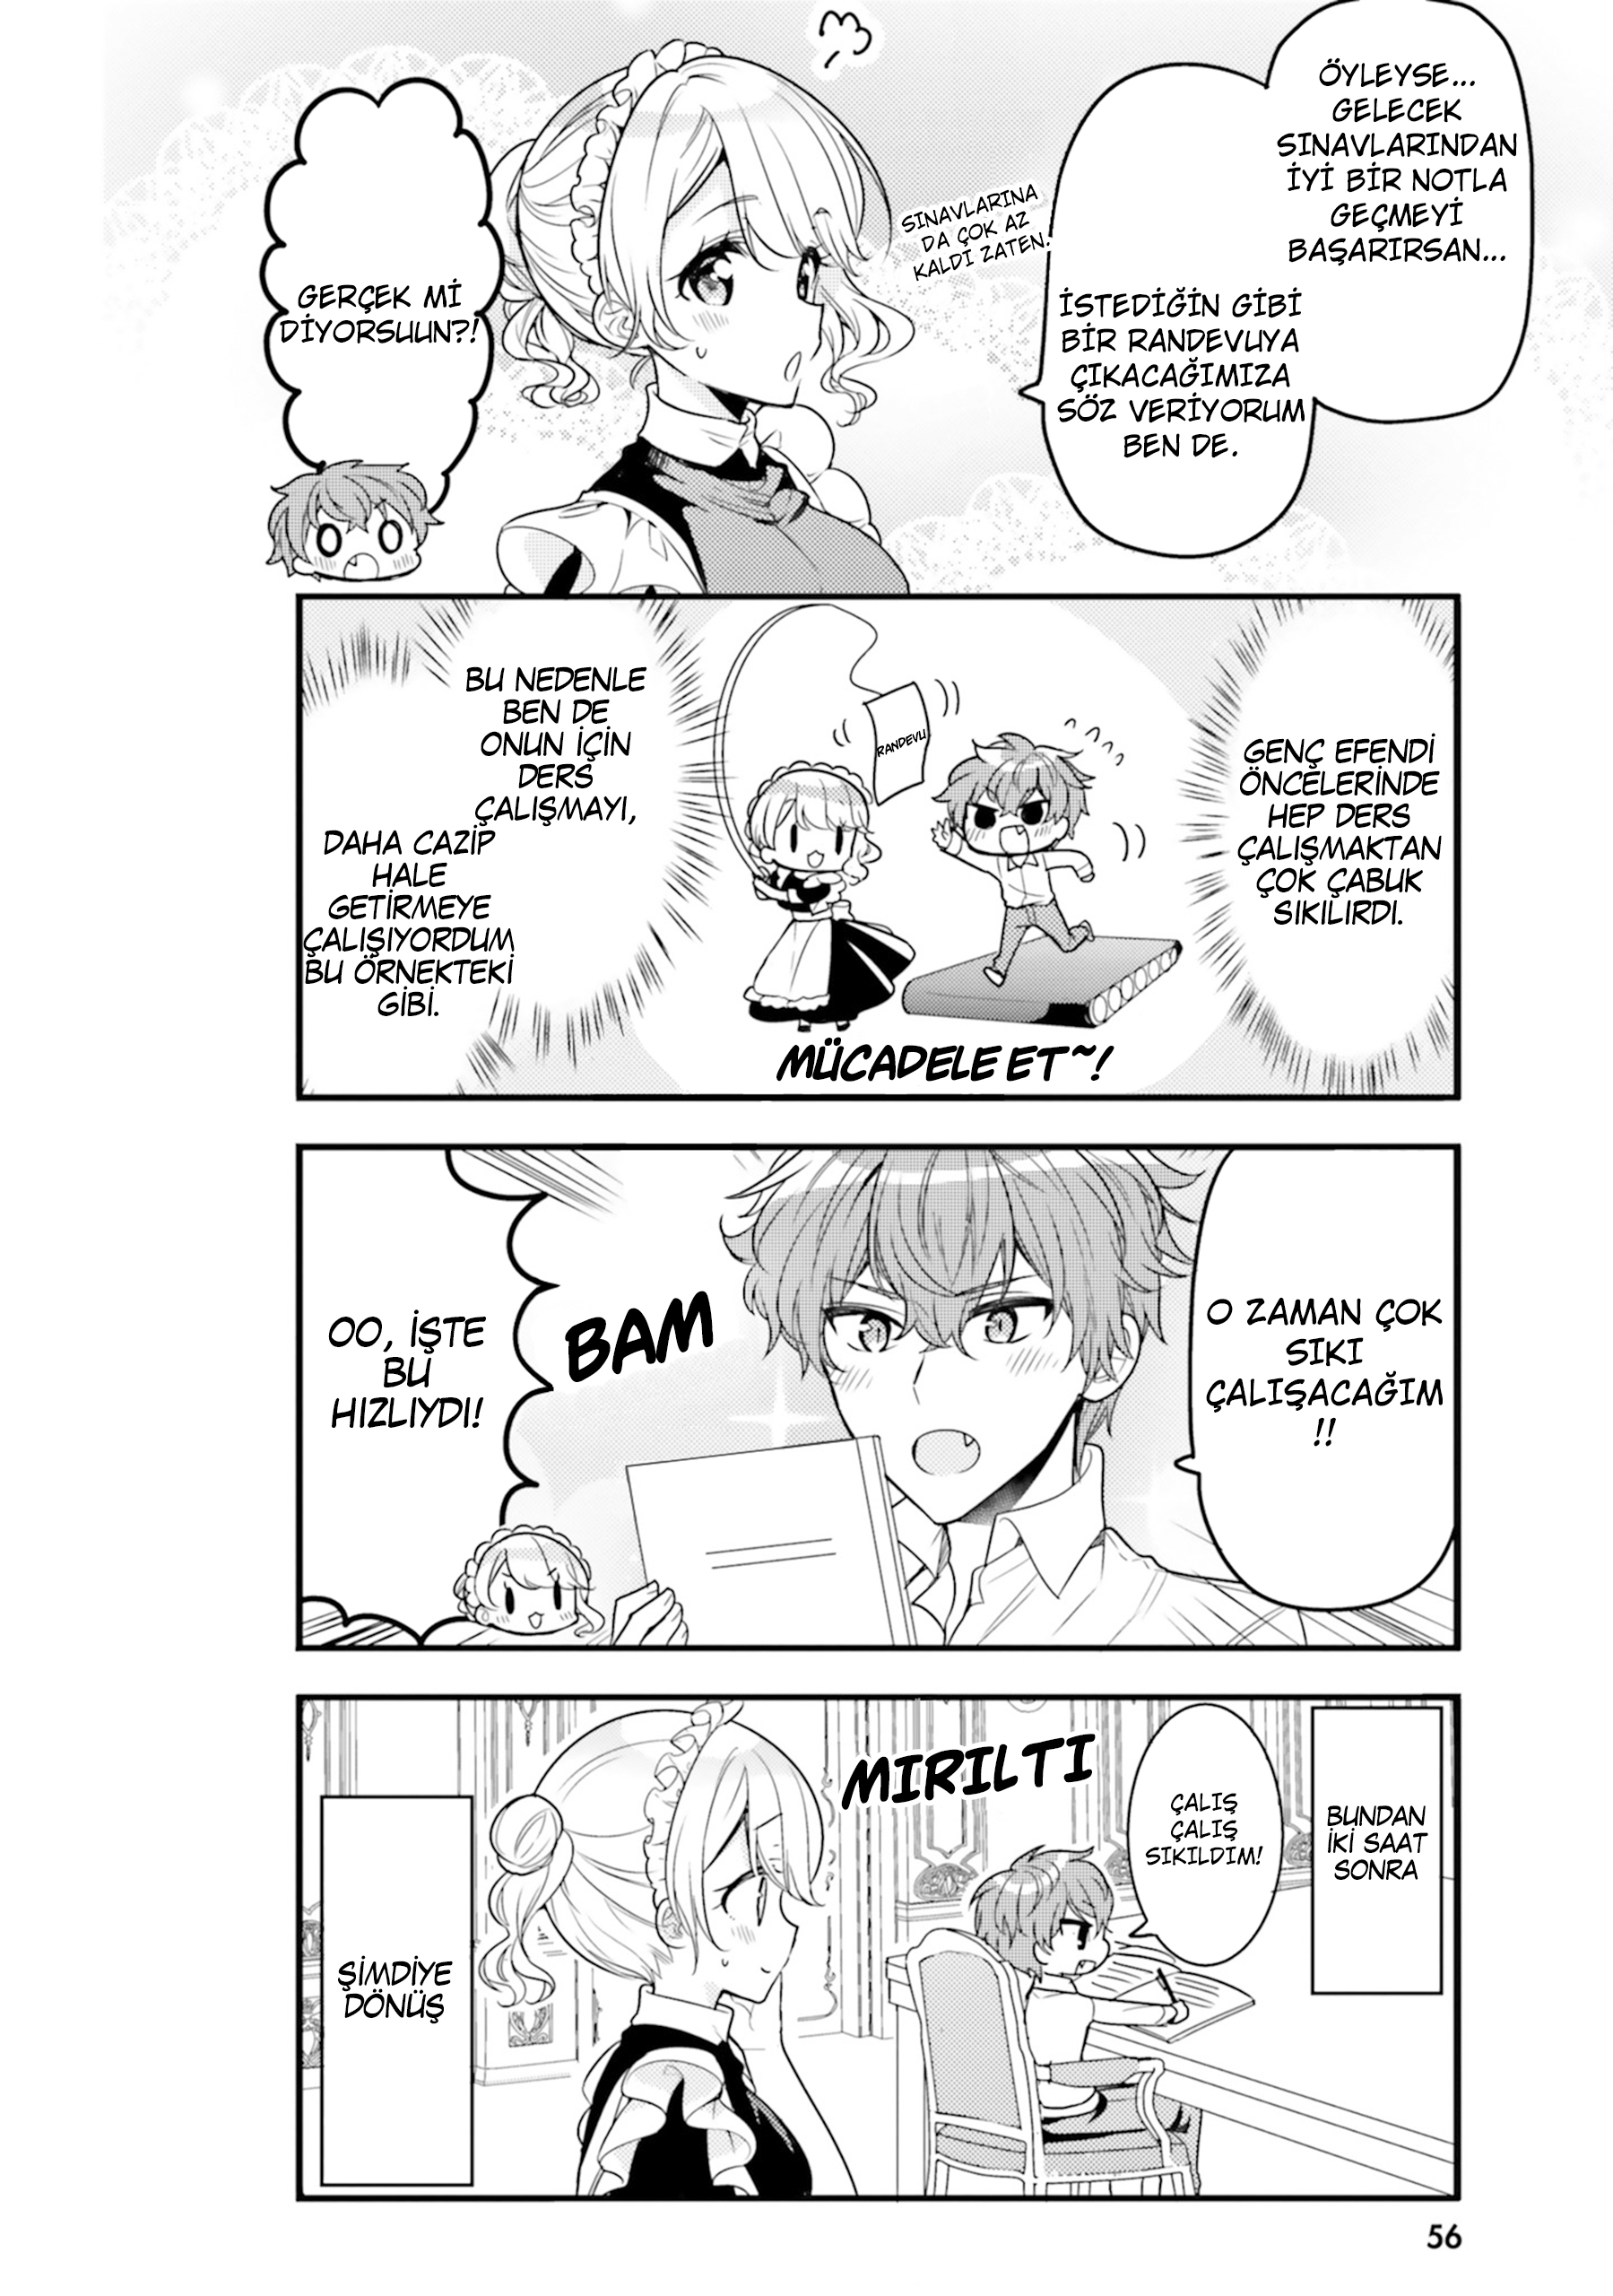 ÖYLEYSE...
GELECEK
SINAVLARINDAN
İYİ BİR NOTLA
GEÇMEYİ
BAŞARIRSAN...
İSTEDİĞİN GİBİ
BİR RANDEVUYA
ÇIKACAĞIMIZA
SÖZ VERİYORUM
BEN DE.
SINAVLARINA
DA ÇOK AZ
KALDI ZATEN.
GERÇEK Mİ
DİYORSUUN?!
GENÇ EFENDİ
ÖNCELERİNDE
HEP DERS
ÇALIŞMAKTAN
ÇOK ÇABUK
SIKILIRDI.
RANDEVU
BU NEDENLE
BEN DE
ONUN İÇİN
DERS
ÇALIŞMAYI,
DAHA CAZİP
HALE
GETİRMEYE
ÇALIŞIYORDUM
BU ÖRNEKTEKİ
GİBİ.
MÜCADELE ET~!
O ZAMAN ÇOK
SIKI
ÇALIŞACAĞIM
!!
BAM
OO, İŞTE
BU
HIZLIYDI!
BUNDAN
İKİ SAAT
SONRA
ÇALIŞ
ÇALIŞ
SIKILDIM!
MIRILTI
ŞİMDİYE
DÖNÜŞ
56